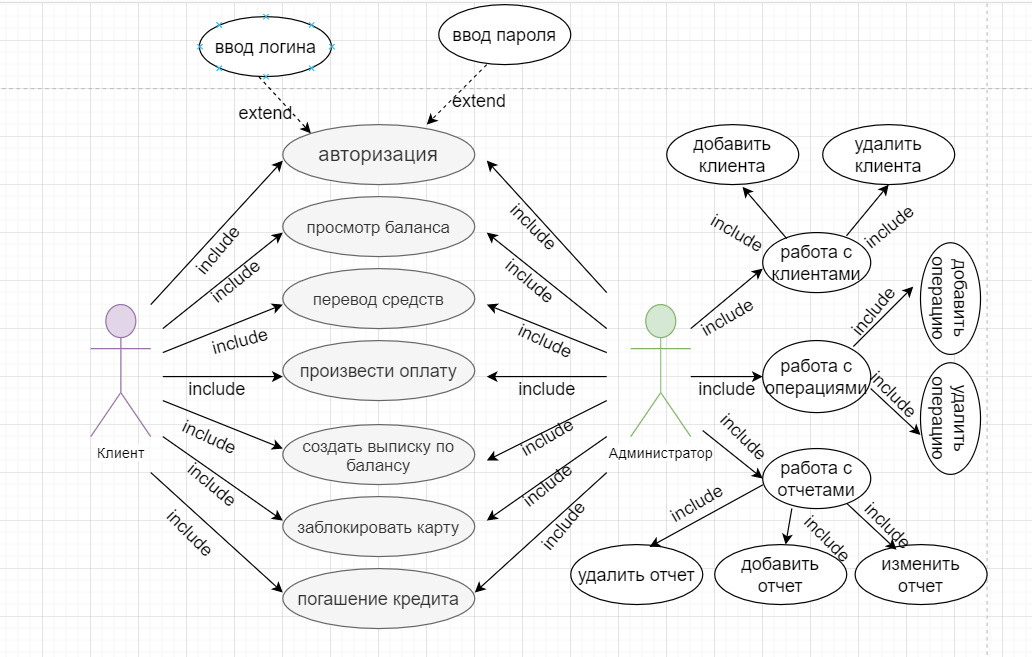 ввод логина
ввод пароля
extend
extend
авторизация
просмотр баланса
перевод средств
произвести оплату
создать выписку по
балансу
заблокировать карту
погашение кредита
Клиент
include
include
include
include
include
include
include
Администратор
include
include
include
include
include
include
include
добавить
клиента
удалить
клиента
include
include
работа с
клиентами
include
добавить
операцию
include
работа с
операциями
include
include
удалить
операцию
include
работа с
отчетами
include
include
include
удалить отчет
добавить
отчет
изменить
отчет